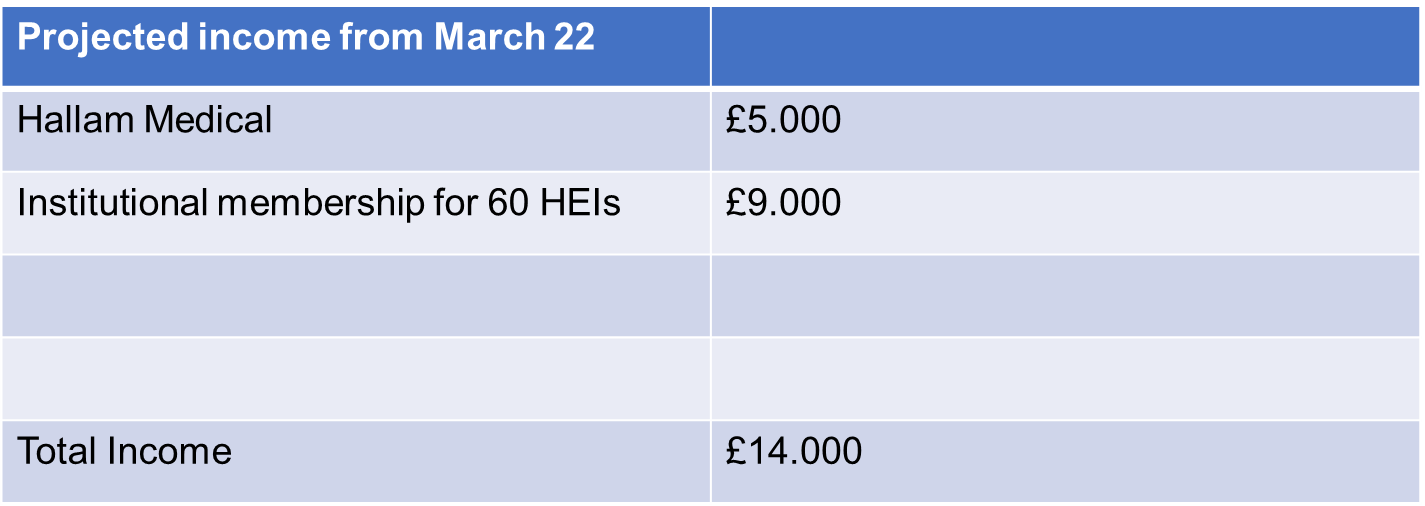 Projected income from March 22
Hallam Medical £5.000
Institutional membership for 60 HEIs £9.000
Total Income £14.000